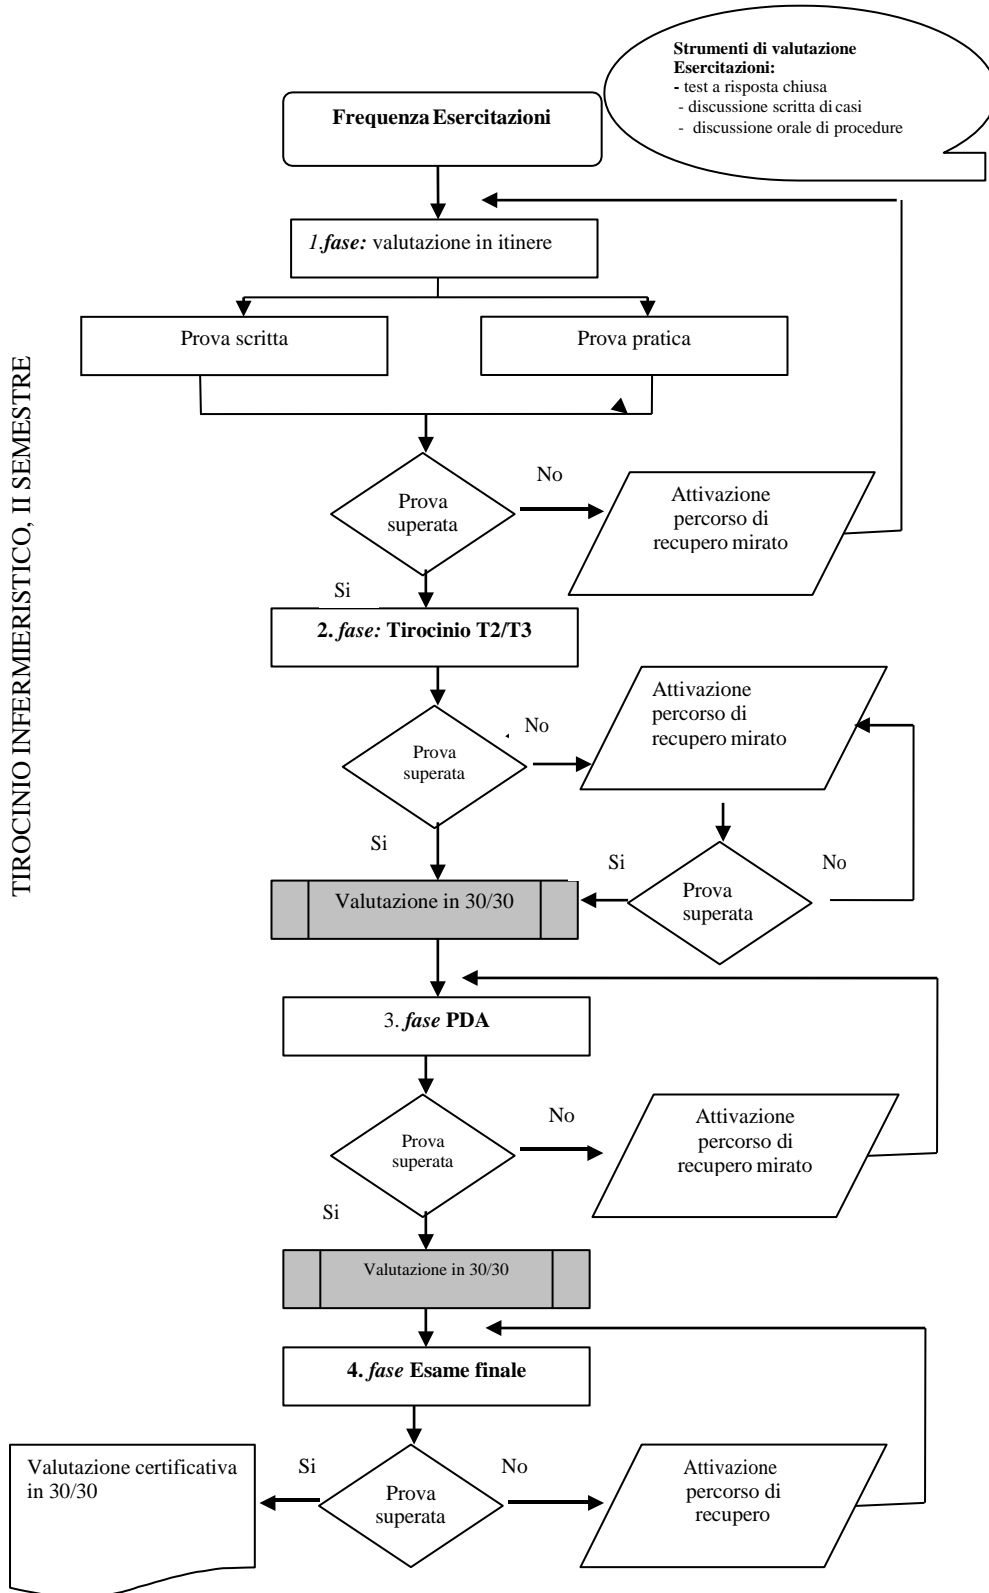 Strumenti di valutazione
Esercitazioni:
- test a risposta chiusa
- discussione scritta di casi
- discussione orale di procedure
Frequenza Esercitazioni
1.fase: valutazione in itinere
Prova scritta
Prova pratica
TIROCINIO INFERMIERISTICO, II SEMESTRE
Prova
superata
No
Attivazione
percorso di
recupero mirato
Si
2. fase: Tirocinio T2/T3
Prova
superata
No
Attivazione
percorso di
recupero mirato
Si
Si
Prova
superata
No
Valutazione in 30/30
3. fase PDA
Prova
superata
No
Attivazione
percorso di
recupero mirato
Si
Valutazione in 30/30
4. fase Esame finale
Valutazione certificativa
in 30/30
Si
Prova
superata
No
Attivazione
percorso di
recupero